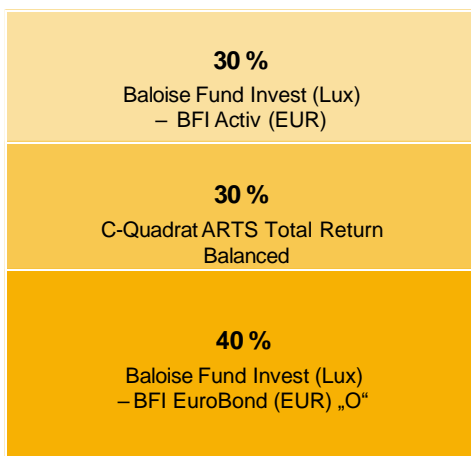 30 %
Baloise Fund Invest (Lux)
– BFI Activ (EUR)
30 %
C-Quadrat ARTS Total Return
Balanced
40 %
Baloise Fund Invest (Lux)
– BFI EuroBond (EUR) „O“